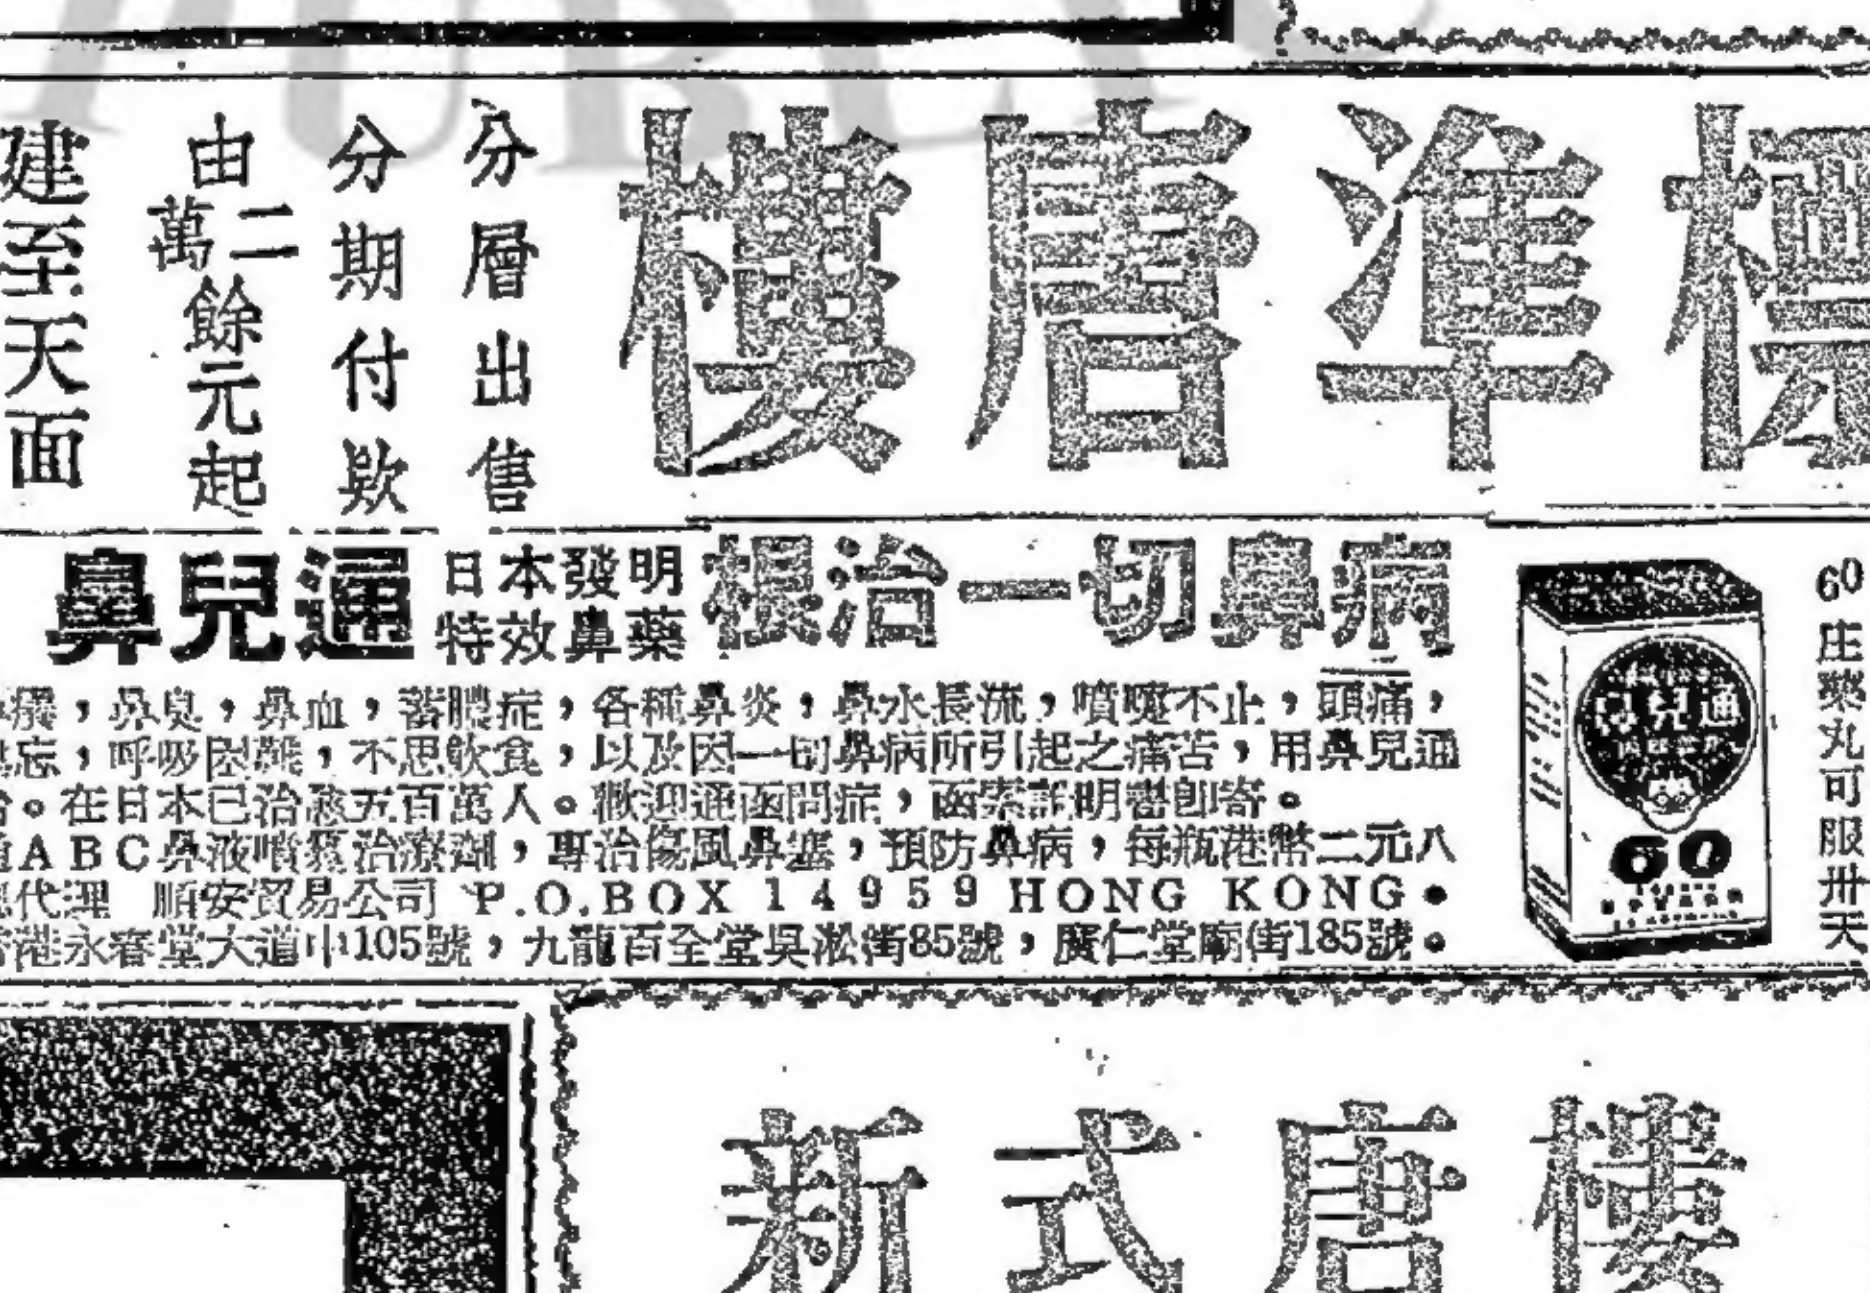 標準唐樓
分層出售
分期付欵
由二萬餘元起
建至天面
鼻兒通
日本發明
特效鼻藥
根治一切鼻病
，鼻臭，鼻血，蓄膿症，各種鼻炎，鼻水長流，噴嚏不止，頭痛，
忘，呼吸困難，不思飲食，以及因一切鼻病所引起之痛苦，用鼻兒通
。在日本已治愈五百萬人。歡迎通函問症，函索說明書卽寄。
ABC鼻液噴霧治療劑，專治傷風鼻塞，預防鼻病，每瓶港幣二元八
代理 順安貿易公司 P.O.BOX 14959 HONG KONG.
港永春堂大道中105號，九龍百全堂吳淞街85號，廣仁堂廟街185號。
兒通
60
60庄藥丸可服卅天
新式唐樓